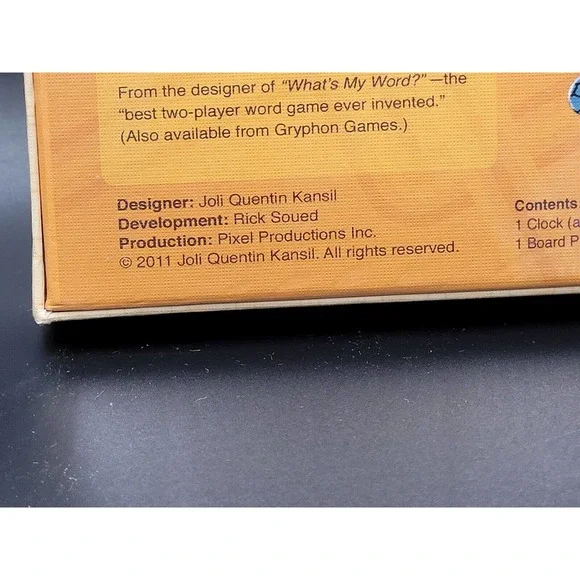 From the designer of "What's My Word?"—the
"best two-player word game ever invented."
(Also available from Gryphon Games.)
Designer: Joli Quentin Kansil
Development: Rick Soued
Production: Pixel Productions Inc.
© 2011 Joli Quentin Kansil. All rights reserved.
Contents
1 Clock (a
1 Board P